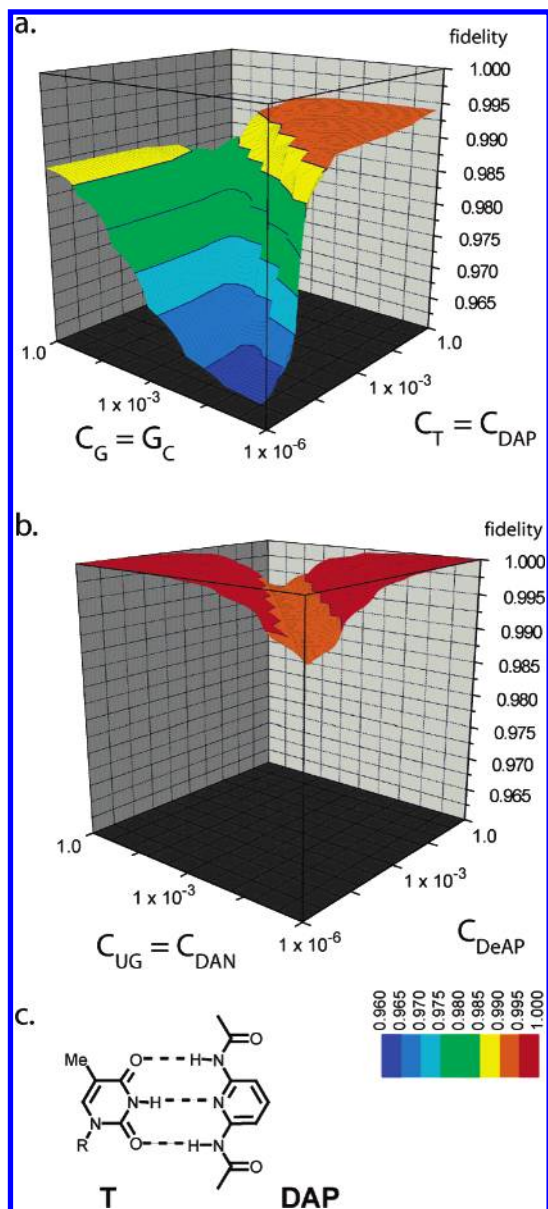 a.
fidelity
1.000
0.995
0.990
0.985
0.980
0.975
0.970
0.965
1.0
1 x 10⁻³
1 x 10⁻⁶
C_G = G_C
1.0
1 x 10⁻³
C_T = C_DAP
b.
fidelity
1.000
0.995
0.990
0.985
0.980
0.975
0.970
0.965
1.0
1 x 10⁻³
1 x 10⁻⁶
C_UG = C_DAN
1.0
1 x 10⁻³
C_DeAP
0.960
0.965
0.970
0.975
0.980
0.985
0.990
0.995
1.000
c.
O H-N O
Me
N-H N
N O H-N
R O
T DAP